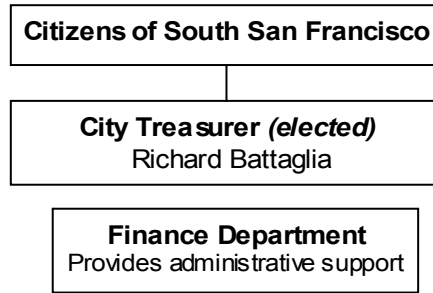 Citizens of South San Francisco
City Treasurer (elected)
Richard Battaglia
Finance Department
Provides administrative support